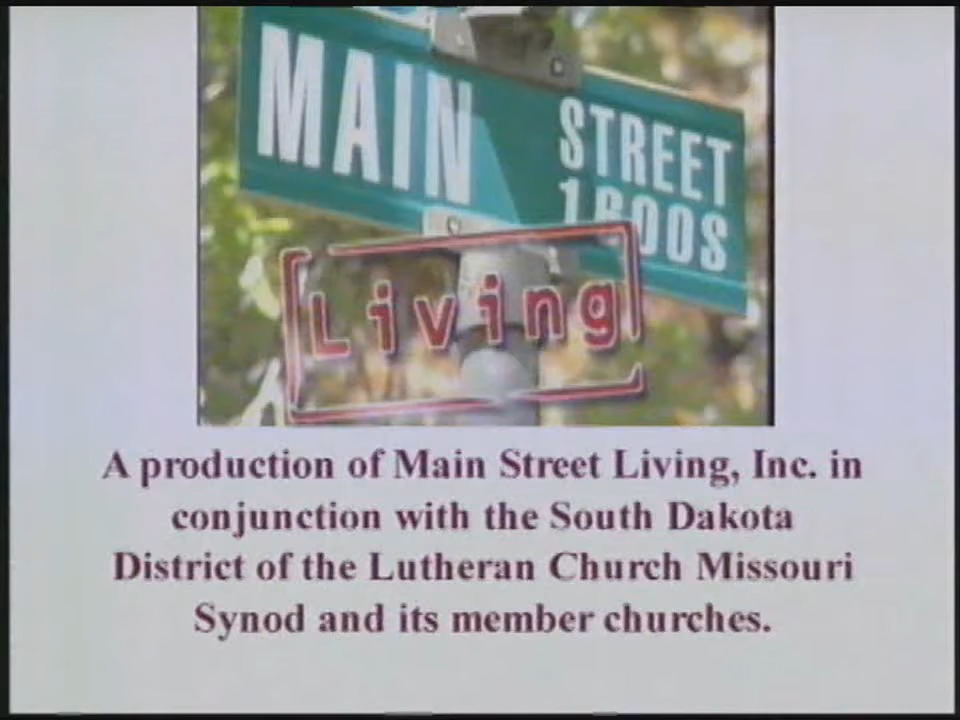 MAIN STREET
1600S
Living
A production of Main Street Living, Inc. in
conjunction with the South Dakota
District of the Lutheran Church Missouri
Synod and its member churches.